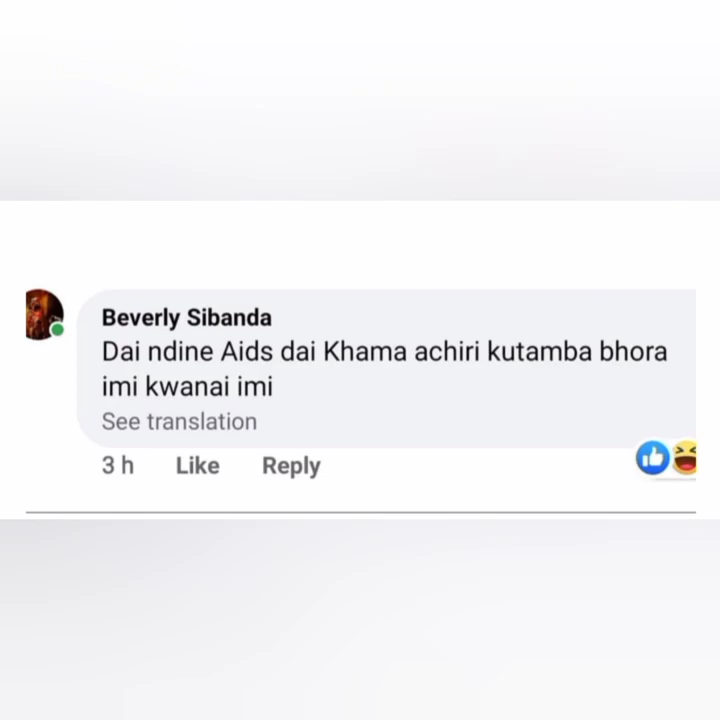 Beverly Sibanda
Dai ndine Aids dai Khama achiri kutamba bhora
imi kwanai imi
See translation
3 h Like Reply